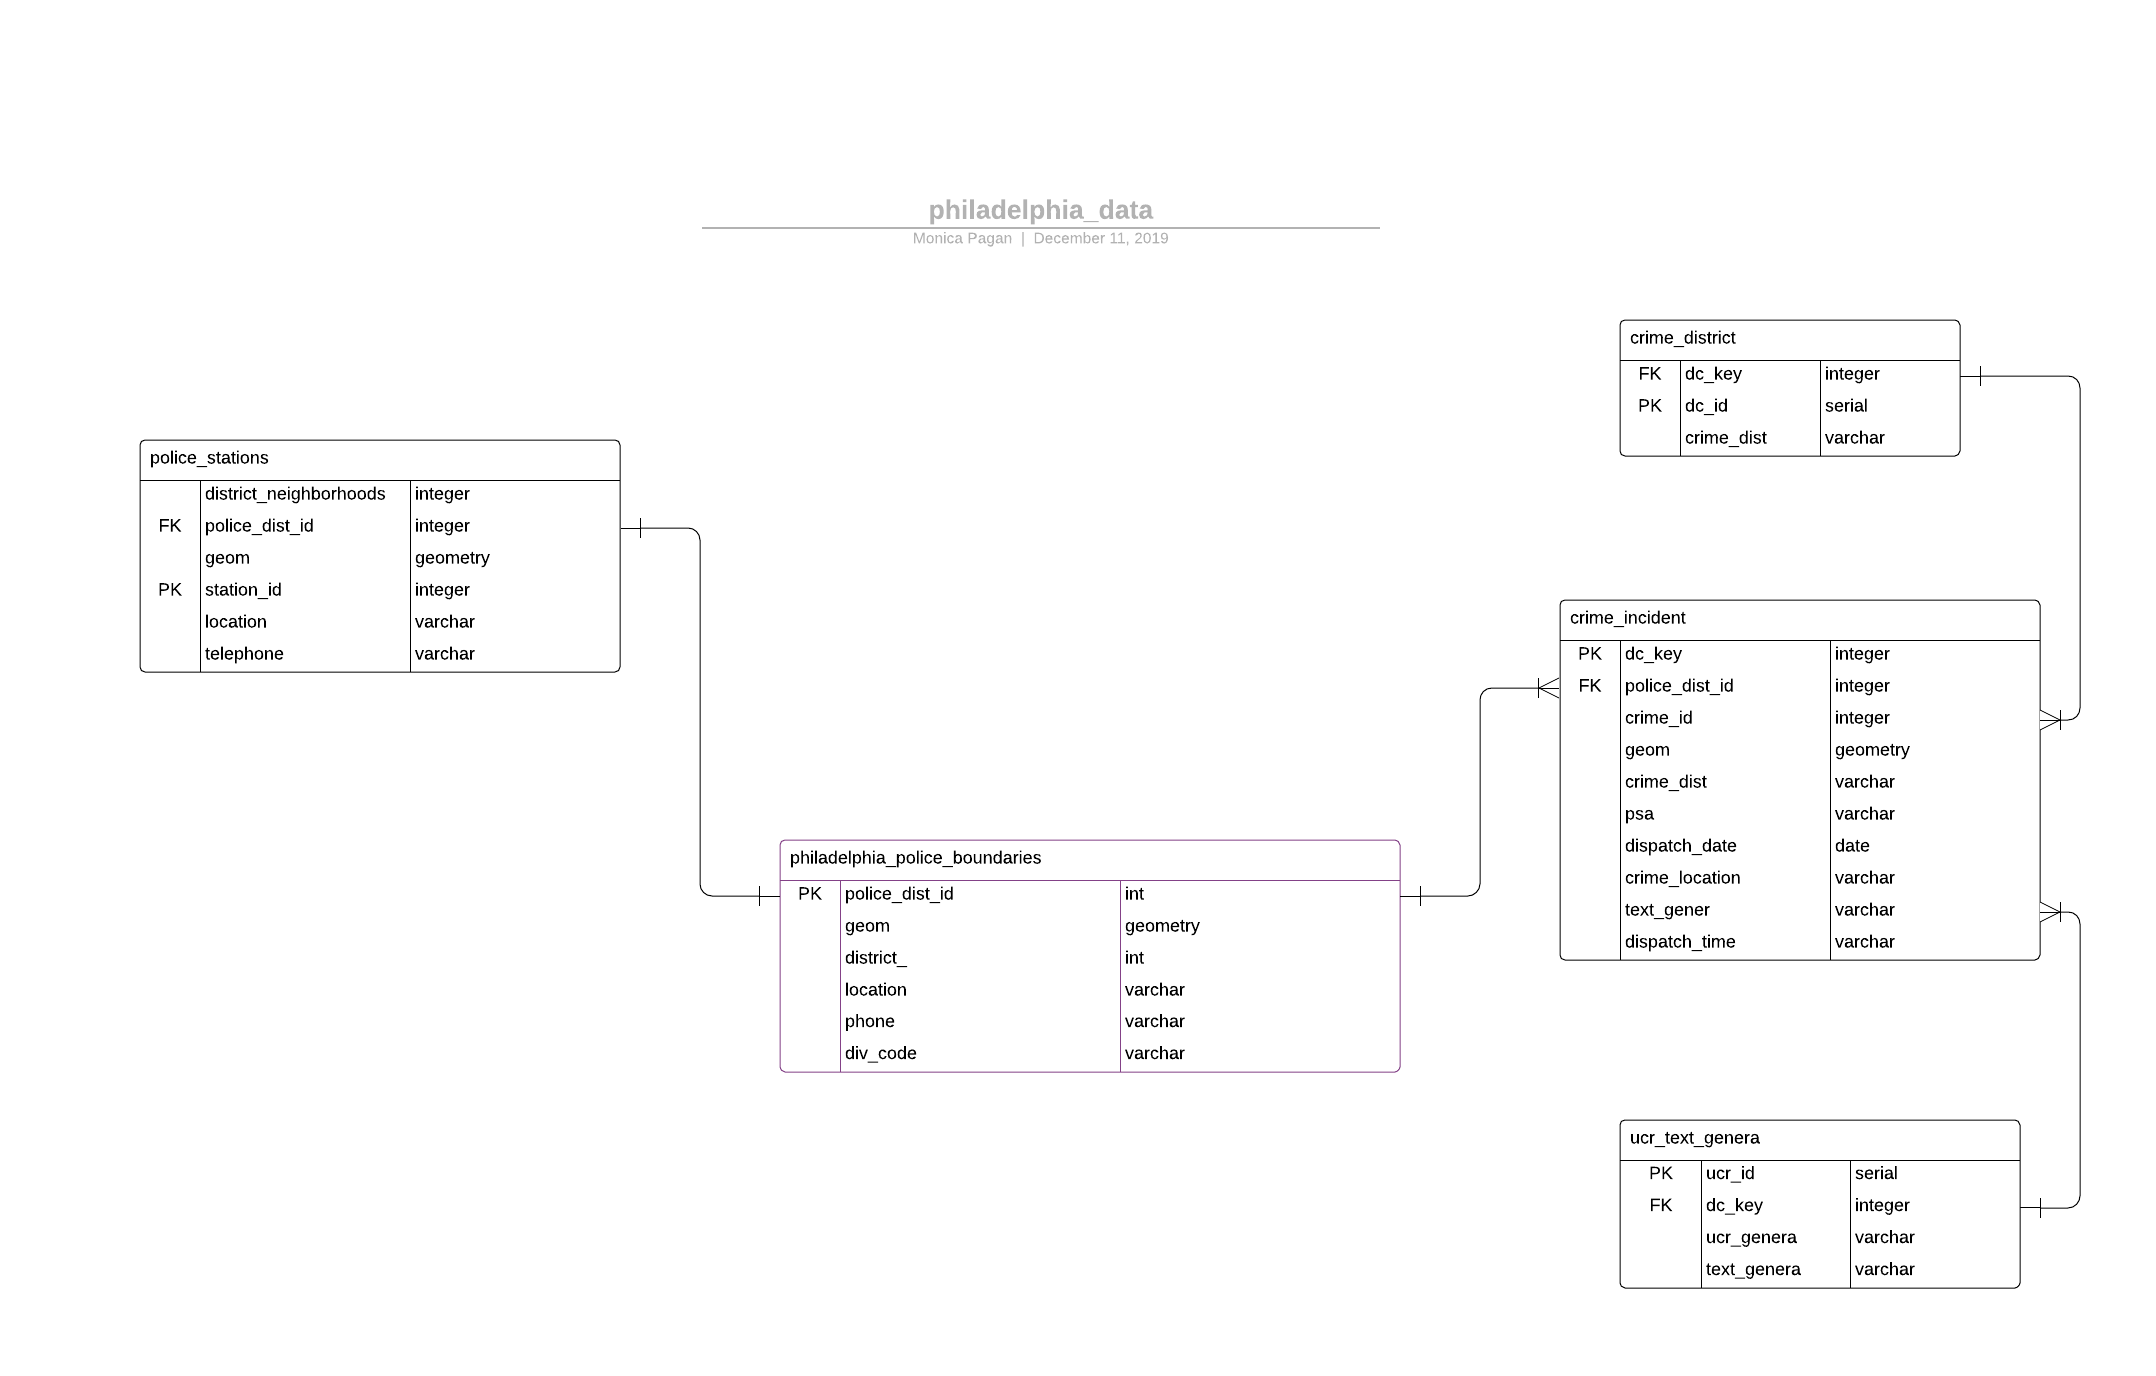 philadelphia_data
Monica Pagan | December 11, 2019
police_stations
district_neighborhoods integer
FK police_dist_id integer
geom geometry
PK station_id integer
location varchar
telephone varchar
philadelphia_police_boundaries
PK police_dist_id int
geom geometry
district_ int
location varchar
phone varchar
div_code varchar
crime_district
FK dc_key integer
PK dc_id serial
crime_dist varchar
crime_incident
PK dc_key integer
FK police_dist_id integer
crime_id integer
geom geometry
crime_dist varchar
psa varchar
dispatch_date date
crime_location varchar
text_gener varchar
dispatch_time varchar
ucr_text_genera
PK ucr_id serial
FK dc_key integer
ucr_genera varchar
text_genera varchar